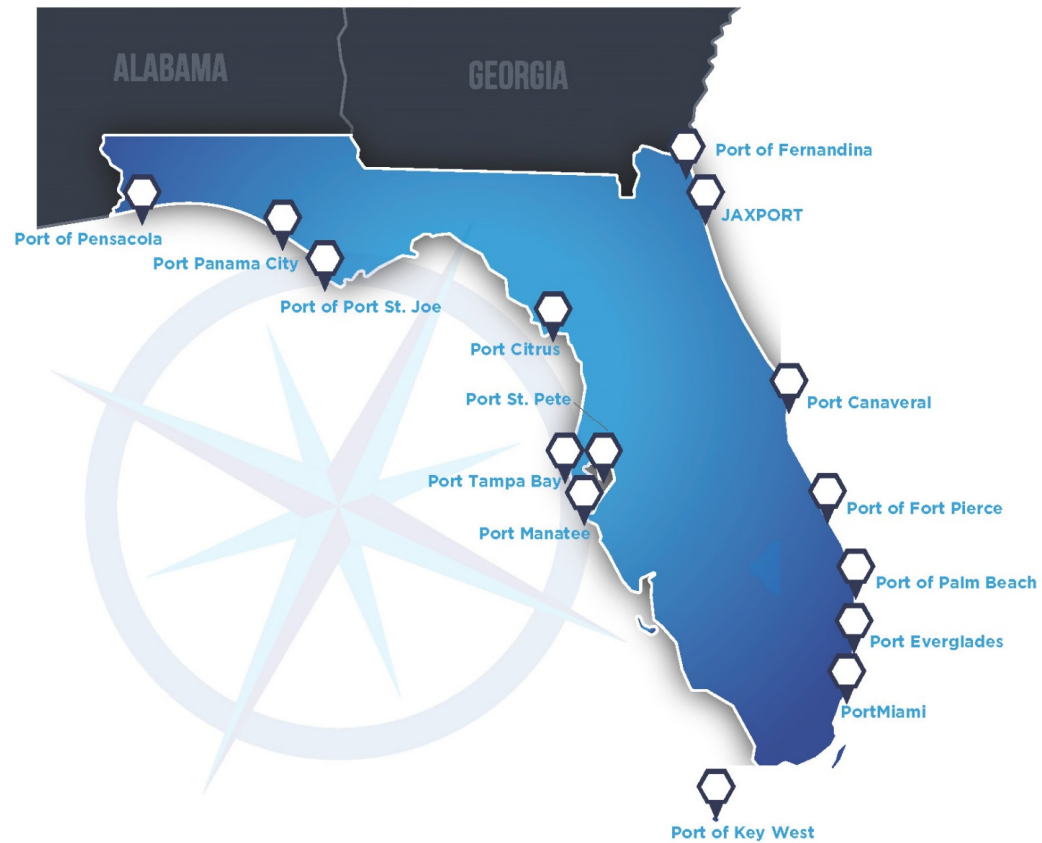 ALABAMA
GEORGIA
Port of Fernandina
JAXPORT
Port of Pensacola
Port Panama City
Port of Port St. Joe
Port Citrus
Port St. Pete
Port Canaveral
Port Tampa Bay
Port of Fort Pierce
Port Manatee
Port of Palm Beach
Port Everglades
PortMiami
Port of Key West